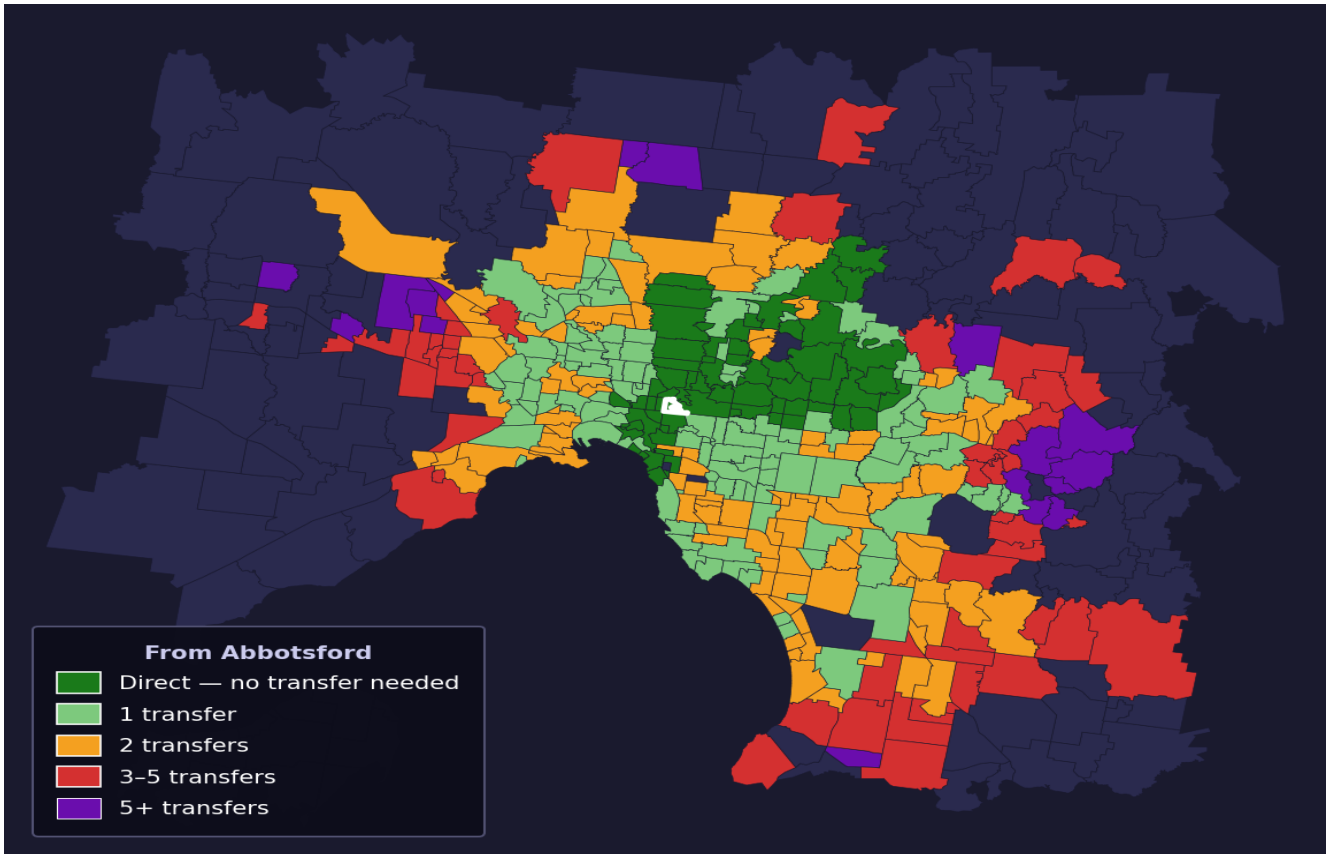 From Abbotsford
Direct — no transfer needed
1 transfer
2 transfers
3–5 transfers
5+ transfers